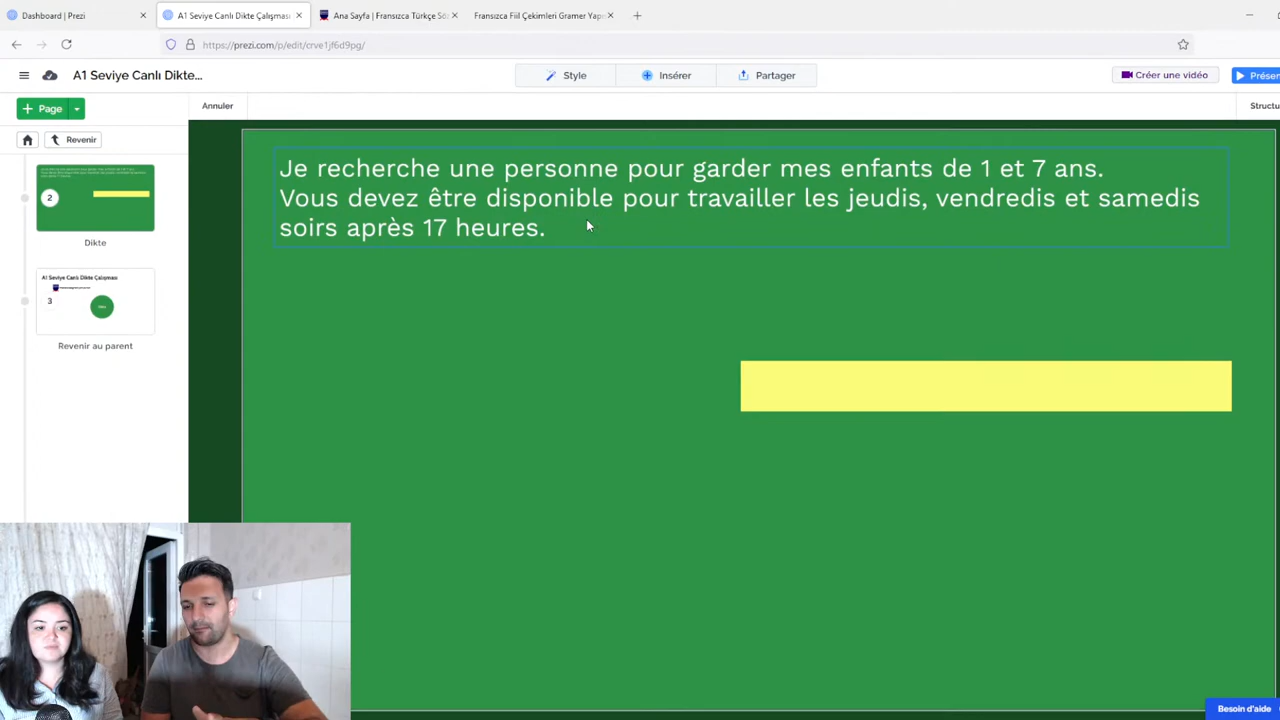 Dashboard | Prezi
A1 Seviye Canlı Dikte Çalışması
Ana Sayfa | Fransızca Türkçe Söz
Fransızca Fiil Çekimleri Gramer Yapı
https://prezi.com/p/edit/crve1jf6d9pg/
A1 Seviye Canlı Dikte...
Style
Insérer
Partager
Créer une vidéo
Présen
Page
Annuler
Structu
Revenir
2
Dikte
A1 Seviye Canlı Dikte Çalışması
3
Revenir au parent
Je recherche une personne pour garder mes enfants de 1 et 7 ans.
Vous devez être disponible pour travailler les jeudis, vendredis et samedis
soirs après 17 heures.
Besoin d'aide